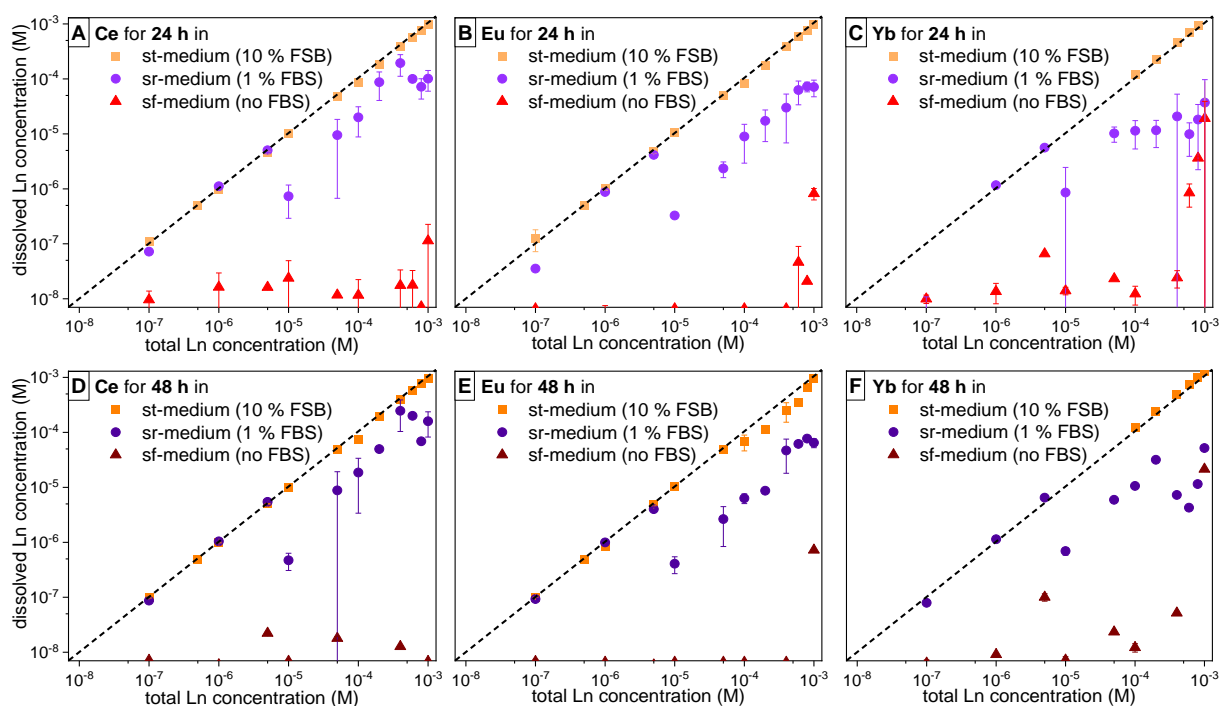 A Ce for 24 h in
st-medium (10 % FSB)
sr-medium (1 % FBS)
sf-medium (no FBS)
10⁻³
10⁻⁴
10⁻⁵
10⁻⁶
10⁻⁷
10⁻⁸
dissolved Ln concentration (M)
10⁻⁸ 10⁻⁷ 10⁻⁶ 10⁻⁵ 10⁻⁴ 10⁻³
total Ln concentration (M)
B Eu for 24 h in
st-medium (10 % FSB)
sr-medium (1 % FBS)
sf-medium (no FBS)
10⁻⁸ 10⁻⁷ 10⁻⁶ 10⁻⁵ 10⁻⁴ 10⁻³
total Ln concentration (M)
C Yb for 24 h in
st-medium (10 % FSB)
sr-medium (1 % FBS)
sf-medium (no FBS)
10⁻⁸ 10⁻⁷ 10⁻⁶ 10⁻⁵ 10⁻⁴ 10⁻³
total Ln concentration (M)
D Ce for 48 h in
st-medium (10 % FSB)
sr-medium (1 % FBS)
sf-medium (no FBS)
10⁻³
10⁻⁴
10⁻⁵
10⁻⁶
10⁻⁷
10⁻⁸
dissolved Ln concentration (M)
10⁻⁸ 10⁻⁷ 10⁻⁶ 10⁻⁵ 10⁻⁴ 10⁻³
total Ln concentration (M)
E Eu for 48 h in
st-medium (10 % FSB)
sr-medium (1 % FBS)
sf-medium (no FBS)
10⁻⁸ 10⁻⁷ 10⁻⁶ 10⁻⁵ 10⁻⁴ 10⁻³
total Ln concentration (M)
F Yb for 48 h in
st-medium (10 % FSB)
sr-medium (1 % FBS)
sf-medium (no FBS)
10⁻⁸ 10⁻⁷ 10⁻⁶ 10⁻⁵ 10⁻⁴ 10⁻³
total Ln concentration (M)